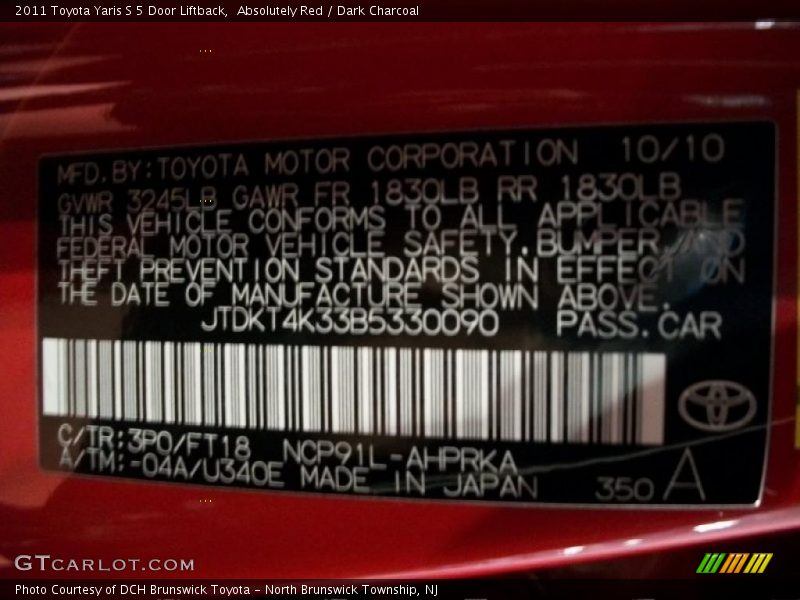 2011 Toyota Yaris S 5 Door Liftback,  Absolutely Red / Dark Charcoal
MFD.BY:TOYOTA MOTOR CORPORATION 10/10
GVWR 3245LB GAWR FR 1830LB RR 1830LB
THIS VEHICLE CONFORMS TO ALL APPLICABLE
FEDERAL MOTOR VEHICLE SAFETY,BUMPER AND
THEFT PREVENTION STANDARDS IN EFFECT ON
THE DATE OF MANUFACTURE SHOWN ABOVE.
JTDKT4K33B5330090 PASS.CAR
C/TR:3P0/FT18 NCP91L-AHPRKA
A/TM:-04A/U340E MADE IN JAPAN 350 A
GTCARLOT.COM
Photo Courtesy of DCH Brunswick Toyota - North Brunswick Township, NJ